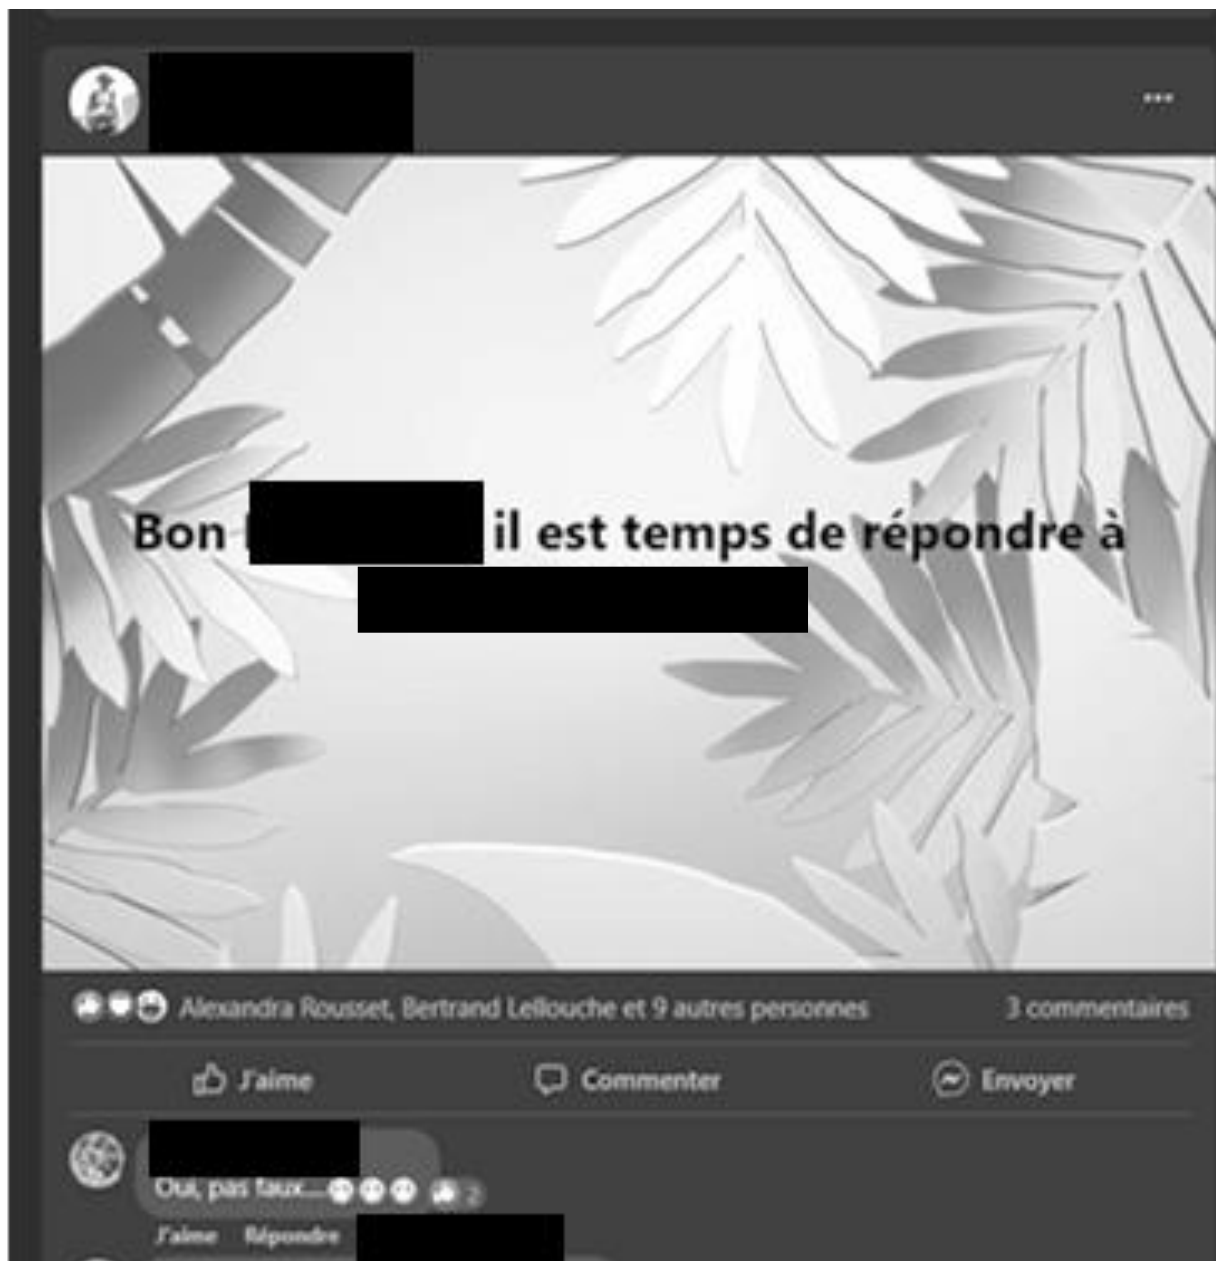 Bon il est temps de répondre à
Alexandra Rousset, Bertrand Lellouche et 9 autres personnes
3 commentaires
J'aime
Commenter
Envoyer
Oui, pas faux.... 2
J'aime Répondre